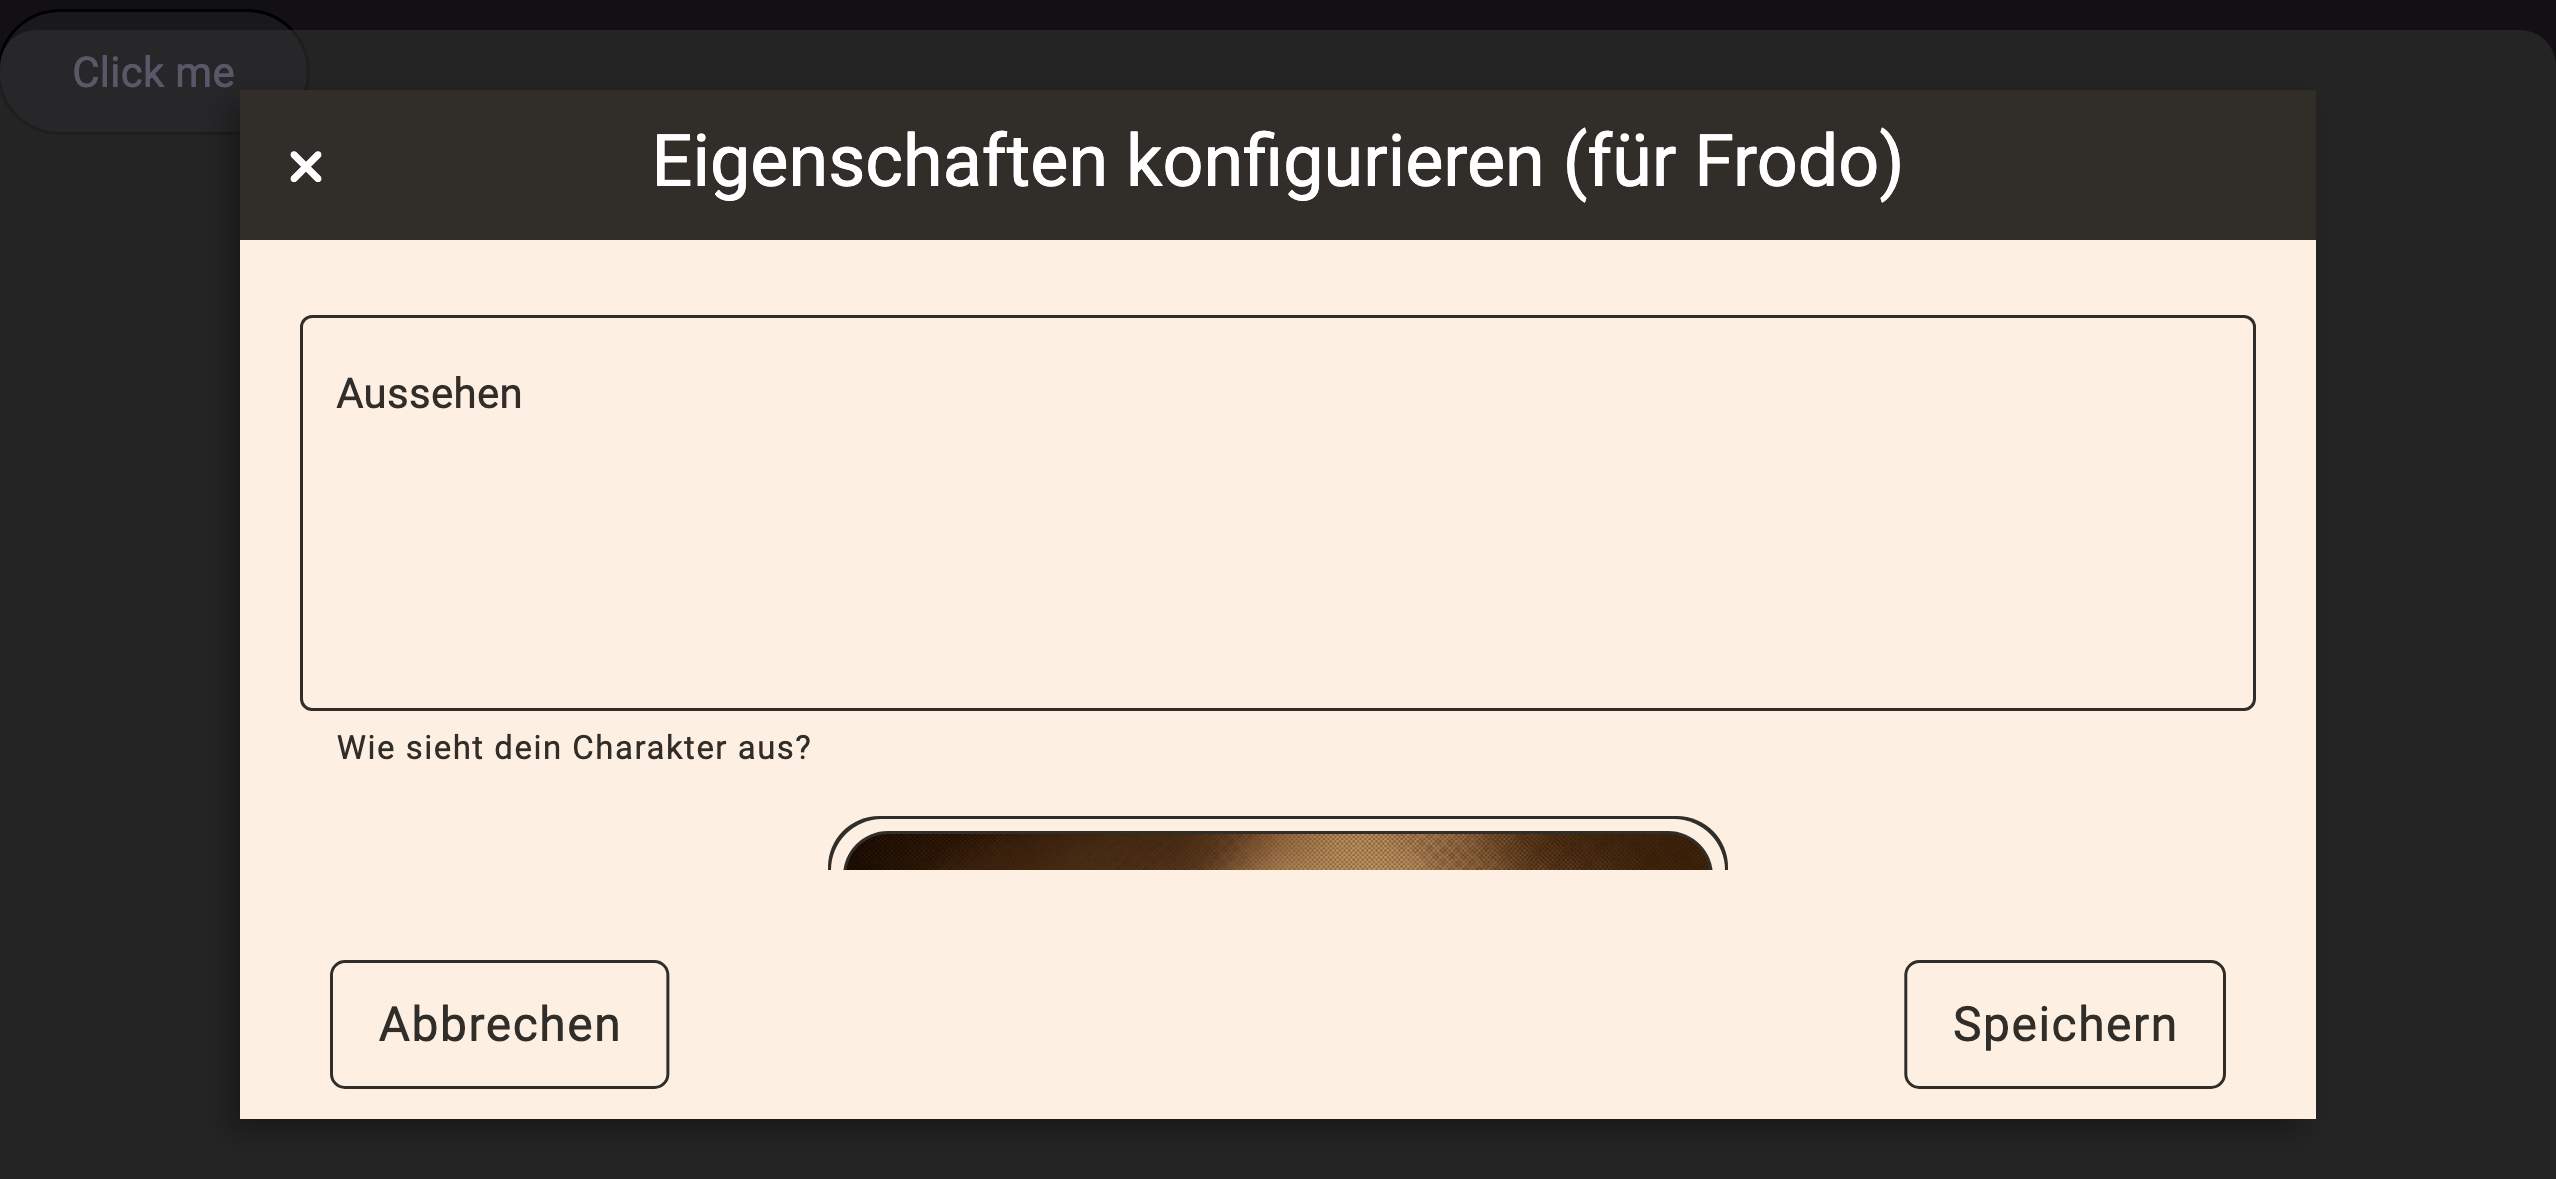 Click me
Eigenschaften konfigurieren (für Frodo)
Aussehen
Wie sieht dein Charakter aus?
Abbrechen
Speichern